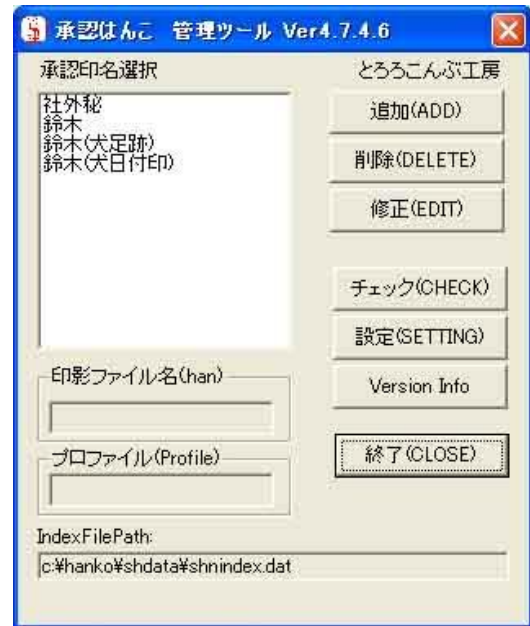 承認はんこ 管理ツール Ver4.7.4.6
承認印名選択
とろろこんぶ工房
社外秘
鈴木
鈴木(犬足跡)
鈴木(犬日付印)
追加(ADD)
削除(DELETE)
修正(EDIT)
チェック(CHECK)
設定(SETTING)
Version Info
終了(CLOSE)
印影ファイル名(han)
プロファイル(Profile)
IndexFilePath:
c:¥hanko¥shdata¥shnindex.dat